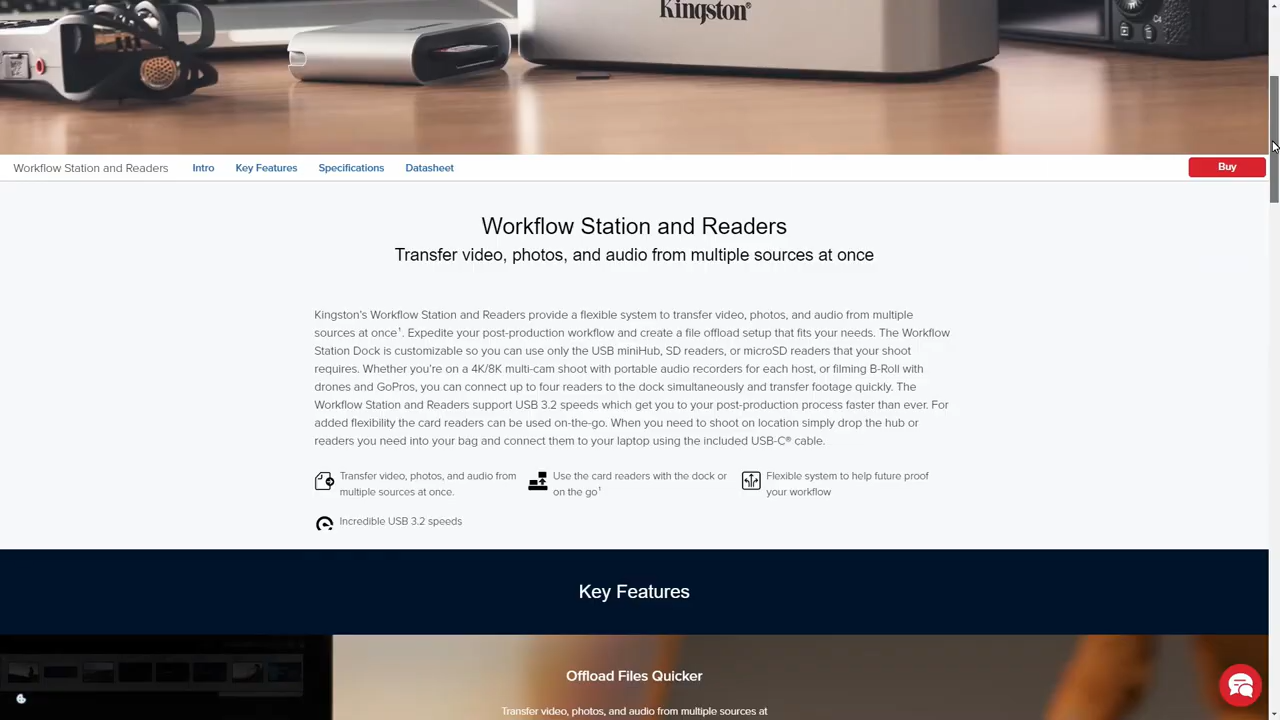 Kingston®
Workflow Station and Readers
Intro
Key Features
Specifications
Datasheet
Buy
Workflow Station and Readers
Transfer video, photos, and audio from multiple sources at once
Kingston's Workflow Station and Readers provide a flexible system to transfer video, photos, and audio from multiple
sources at once¹. Expedite your post-production workflow and create a file offload setup that fits your needs. The Workflow
Station Dock is customizable so you can use only the USB miniHub, SD readers, or microSD readers that your shoot
requires. Whether you're on a 4K/8K multi-cam shoot with portable audio recorders for each host, or filming B-Roll with
drones and GoPros, you can connect up to four readers to the dock simultaneously and transfer footage quickly. The
Workflow Station and Readers support USB 3.2 speeds which get you to your post-production process faster than ever. For
added flexibility the card readers can be used on-the-go. When you need to shoot on location simply drop the hub or
readers you need into your bag and connect them to your laptop using the included USB-C® cable.
Transfer video, photos, and audio from
multiple sources at once.
Use the card readers with the dock or
on the go¹
Flexible system to help future proof
your workflow
Incredible USB 3.2 speeds
Key Features
Offload Files Quicker
Transfer video, photos, and audio from multiple sources at